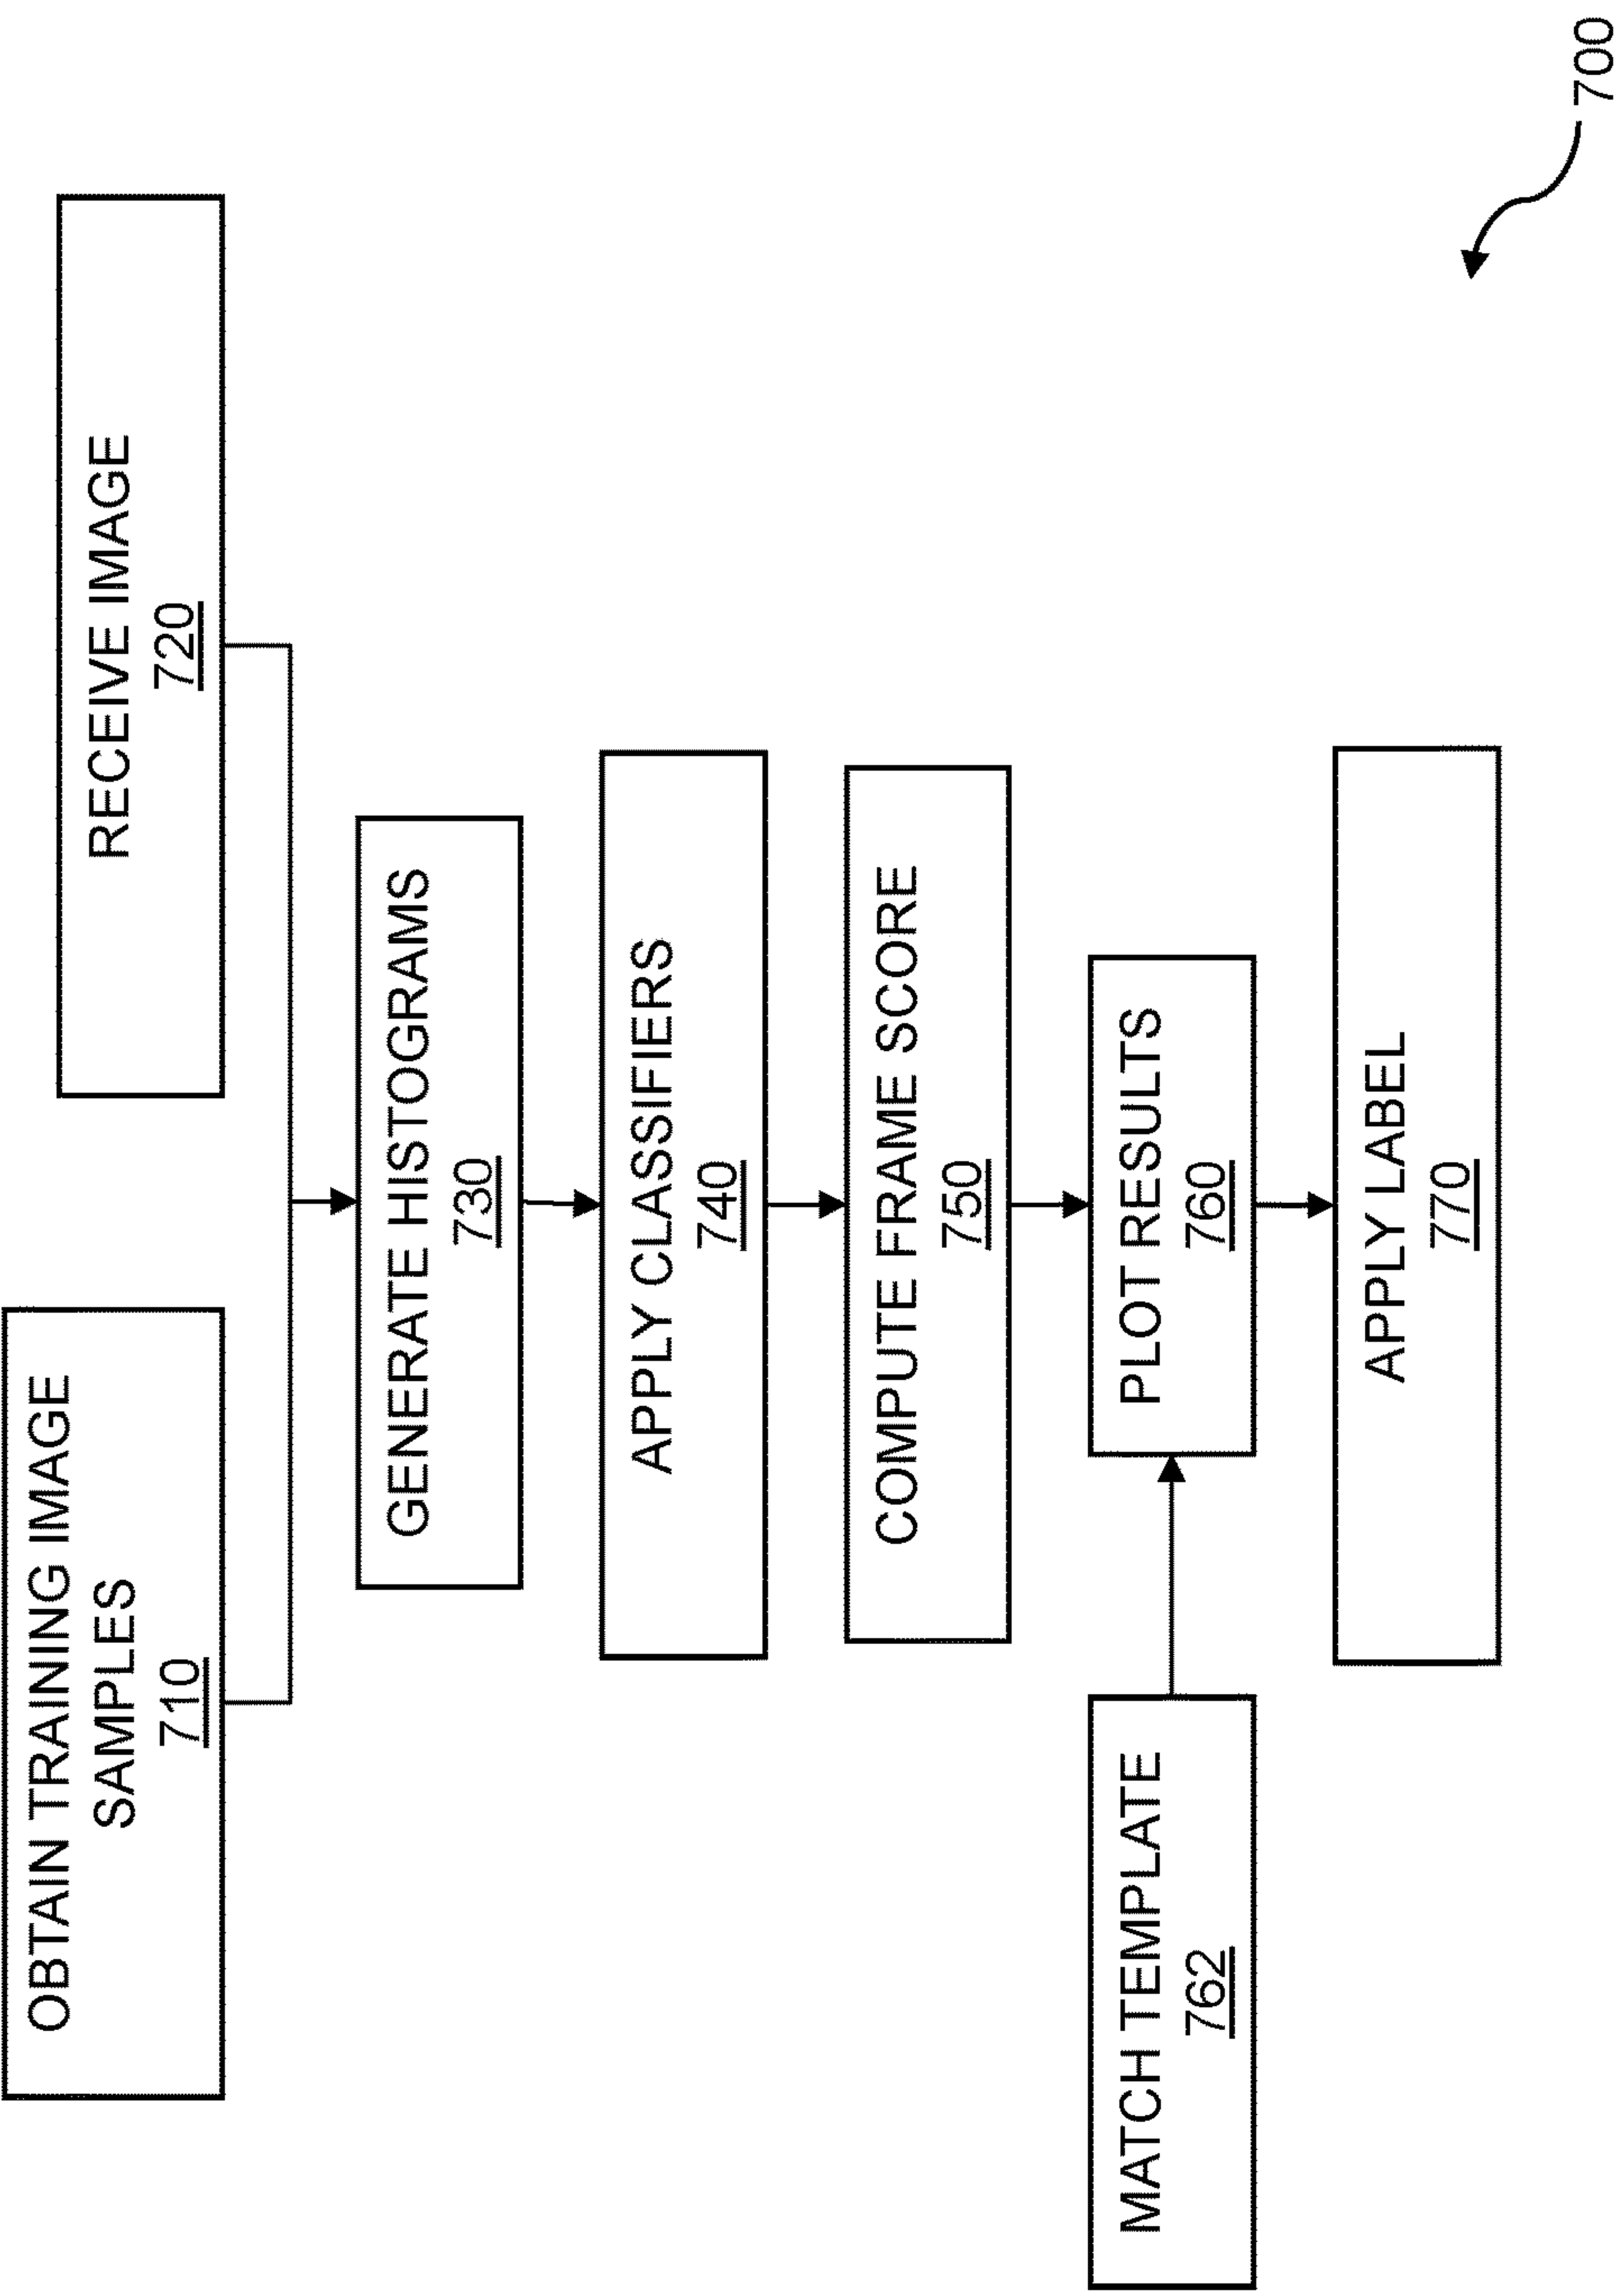 OBTAIN TRAINING IMAGE
SAMPLES
710
RECEIVE IMAGE
720
GENERATE HISTOGRAMS
730
APPLY CLASSIFIERS
740
COMPUTE FRAME SCORE
750
MATCH TEMPLATE
762
PLOT RESULTS
760
APPLY LABEL
770
700